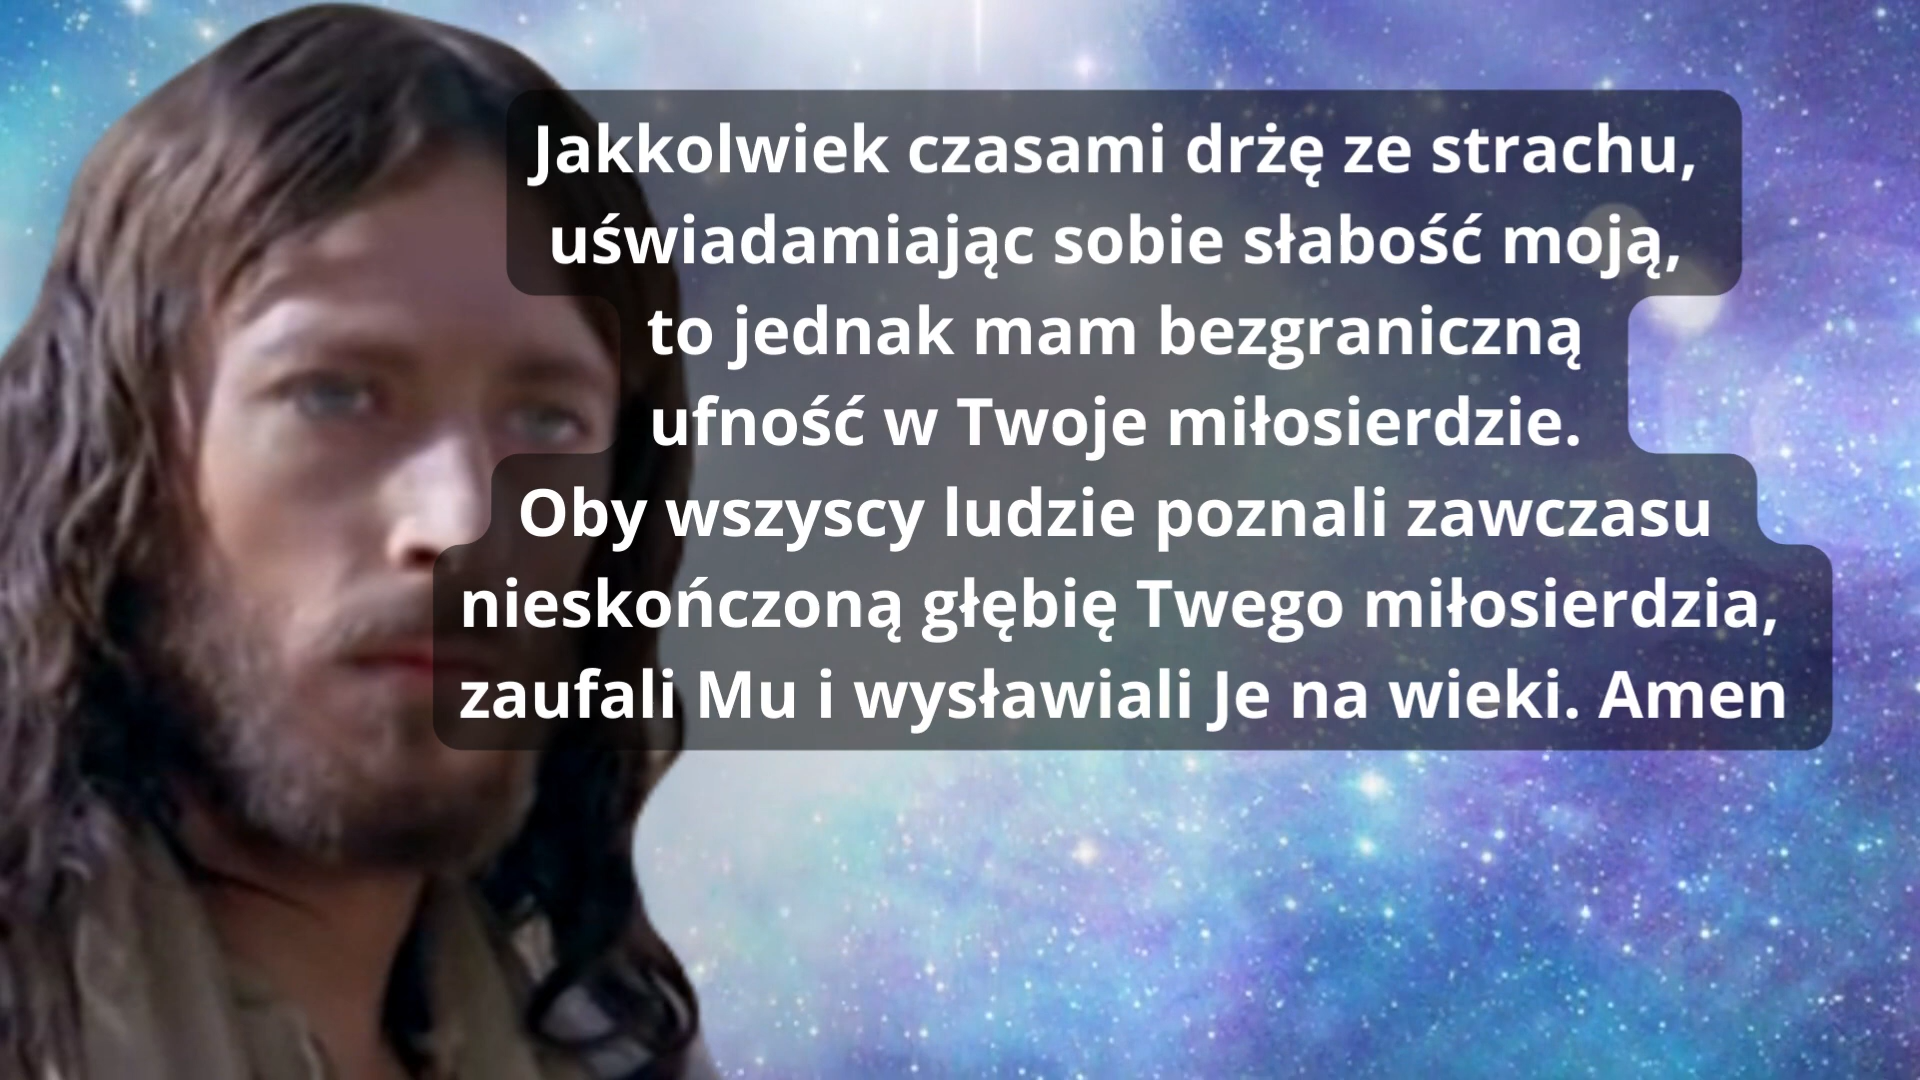 Jakkolwiek czasami drżę ze strachu,
uświadamiając sobie słabość moją,
to jednak mam bezgraniczną
ufność w Twoje miłosierdzie.
Oby wszyscy ludzie poznali zawczasu
nieskończoną głębię Twego miłosierdzia,
zaufali Mu i wysławiali Je na wieki. Amen